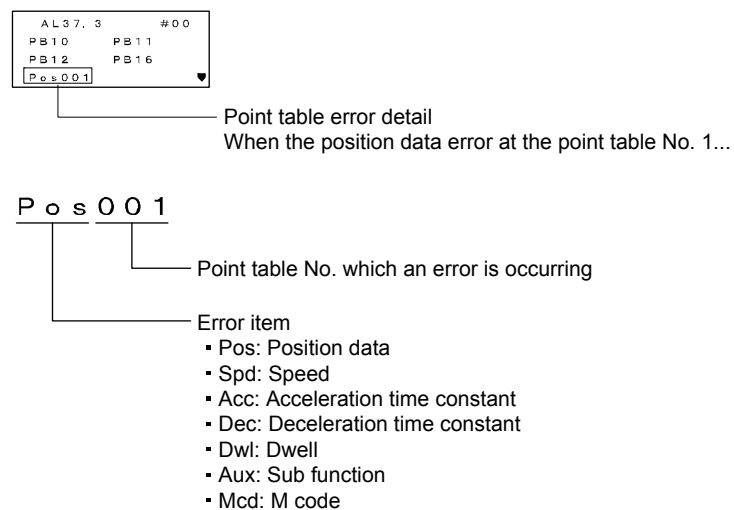 AL37. 3 #00
PB10 PB11
PB12 PB16
Pos001
Point table error detail
When the position data error at the point table No. 1...
Pos001
Point table No. which an error is occurring
Error item
▪ Pos: Position data
▪ Spd: Speed
▪ Acc: Acceleration time constant
▪ Dec: Deceleration time constant
▪ Dwl: Dwell
▪ Aux: Sub function
▪ Mcd: M code